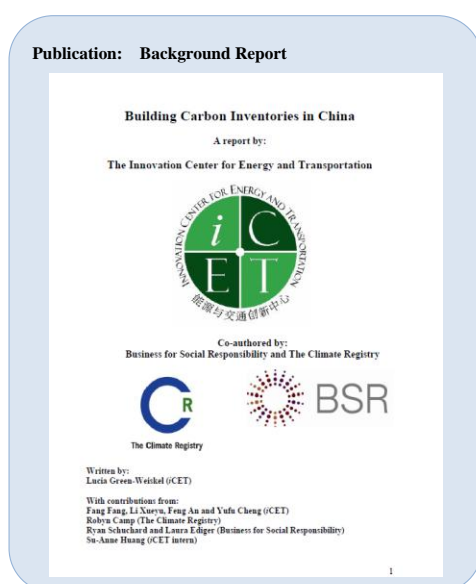 Publication: Background Report
Building Carbon Inventories in China
A report by:
The Innovation Center for Energy and Transportation
INNOVATION CENTER FOR ENERGY AND TRANSPORTATION
i C
E T
能源与交通创新中心
Co-authored by:
Business for Social Responsibility and The Climate Registry
C R
The Climate Registry
BSR
Written by:
Lucia Green-Weiskel (iCET)
With contributions from:
Fang Fang, Li Xueyu, Feng An and Yufu Cheng (iCET)
Robyn Camp (The Climate Registry)
Ryan Schuchard and Laura Ediger (Business for Social Responsibility)
Su-Anne Huang (iCET intern)
1